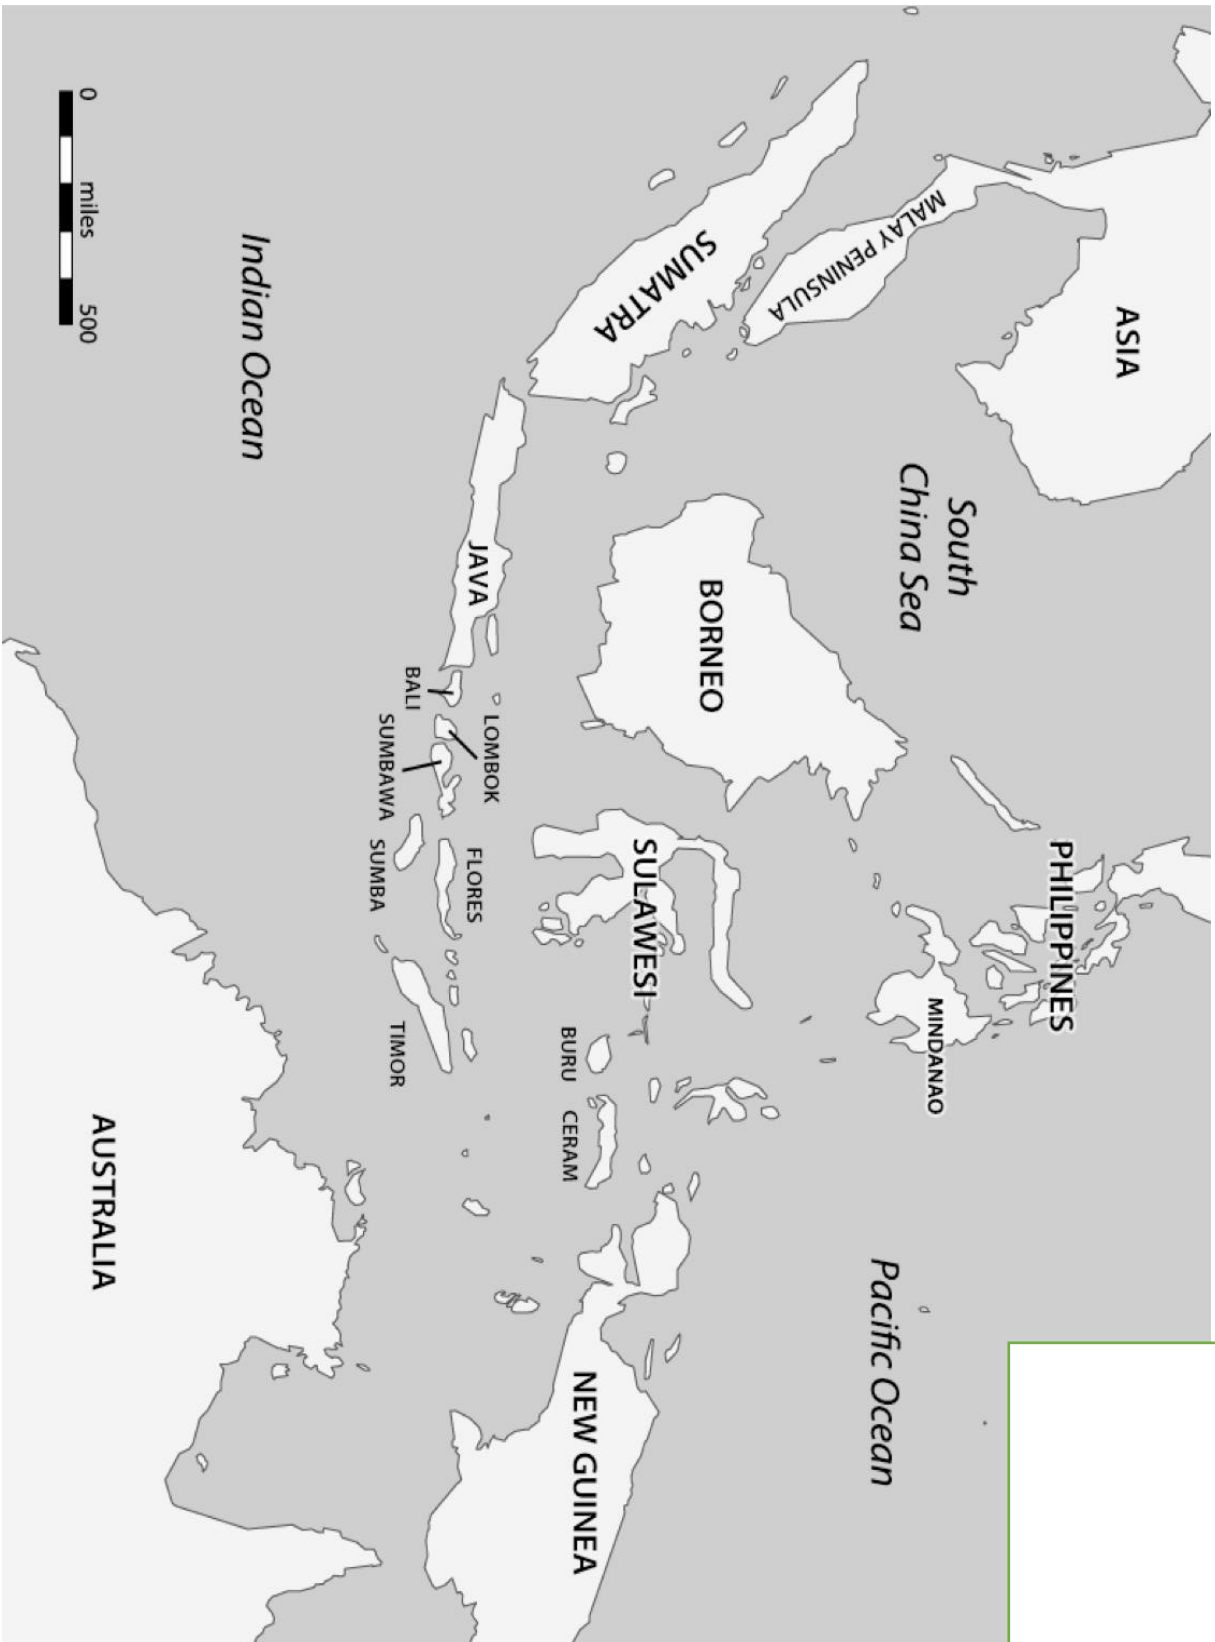 ASIA
South
China Sea
MALAY PENINSULA
PHILIPPINES
MINDANAO
Pacific Ocean
SUMATRA
BORNEO
SULAWESI
BURU
CERAM
NEW GUINEA
JAVA
LOMBOK
FLORES
BALI
SUMBAWA
SUMBA
TIMOR
Indian Ocean
AUSTRALIA
0 miles 500